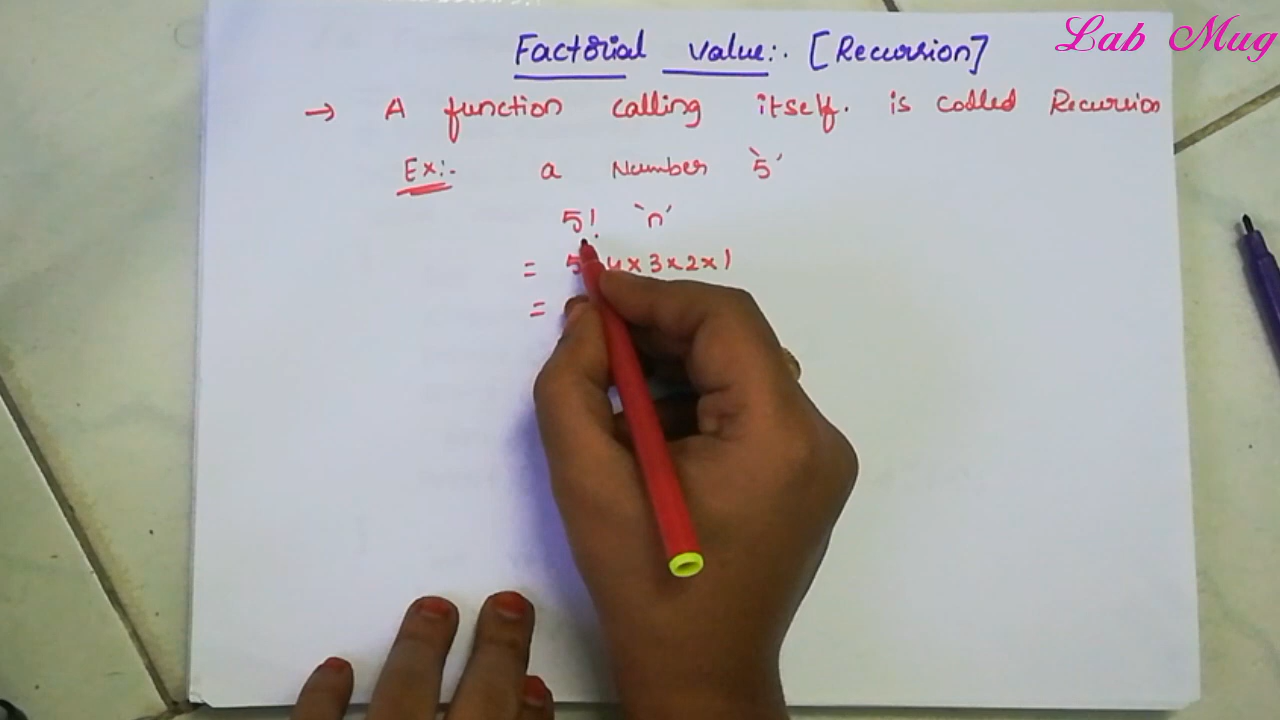 Lab Mug
Factorial value:. [Recursion]
→ A function calling itself. is called Recursion
Ex:- a Number `5'
5! `n'
= 5 4 x 3 x 2 x 1
=